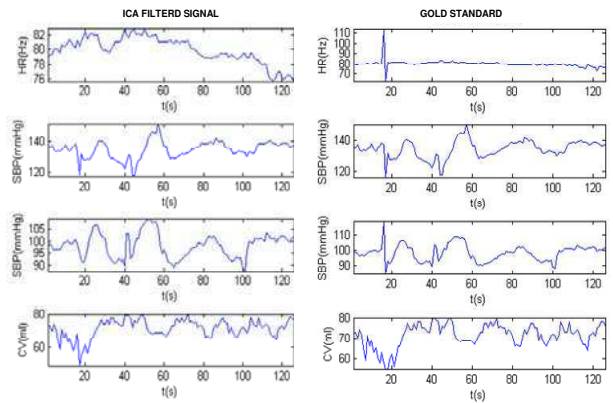 ICA FILTERD SIGNAL GOLD STANDARD
HR(Hz) 82 80 78 76 20 40 60 80 100 120 t(s)
HR(Hz) 110 90 70 20 40 60 80 100 120 t(s)
SBP(mmHg) 140 120 20 40 60 80 100 120 t(s)
SBP(mmHg) 140 120 20 40 60 80 100 120 t(s)
SBP(mmHg) 105 100 95 90 20 40 60 80 100 120 t(s)
SBP(mmHg) 110 100 90 20 40 60 80 100 120 t(s)
CV(ml) 80 60 20 40 60 80 100 120 t(s)
CV(ml) 80 70 60 20 40 60 80 100 120 t(s)